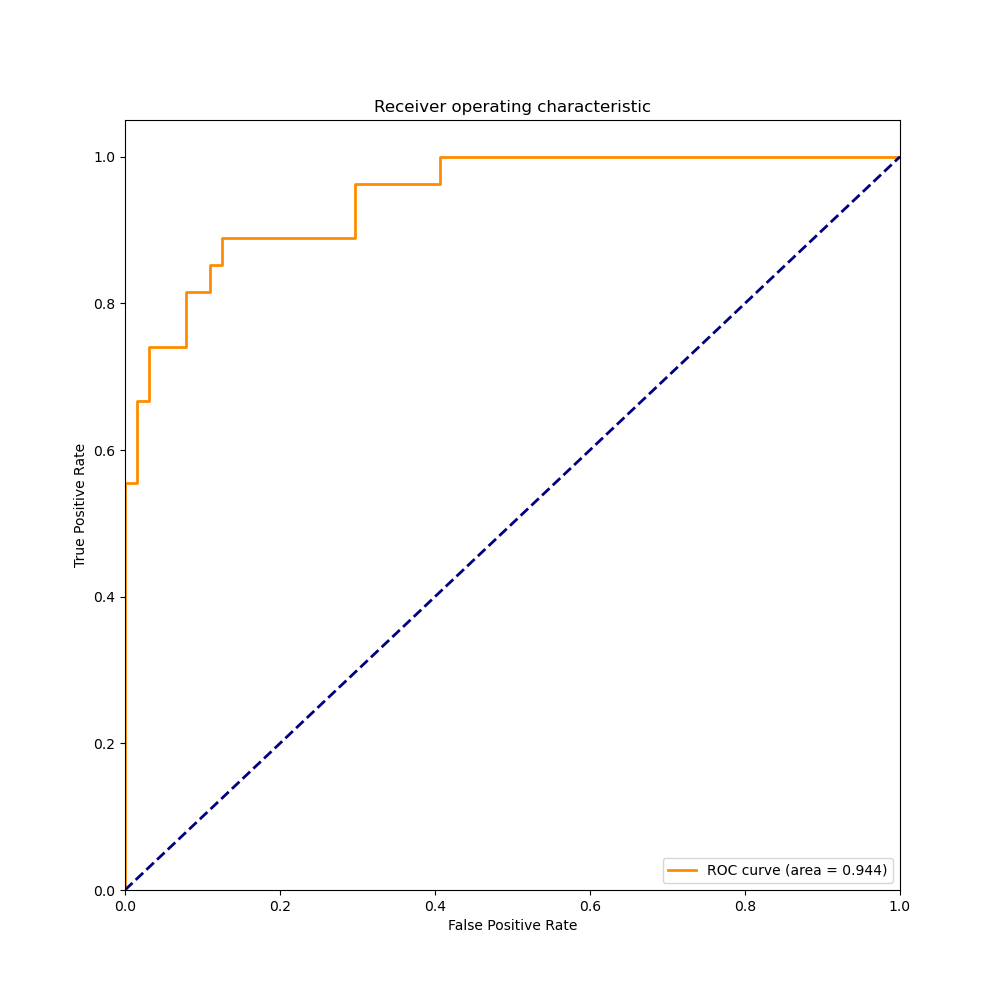 Receiver operating characteristic
1.0
0.8
0.6
0.4
0.2
0.0
True Positive Rate
ROC curve (area = 0.944)
0.0 0.2 0.4 0.6 0.8 1.0
False Positive Rate